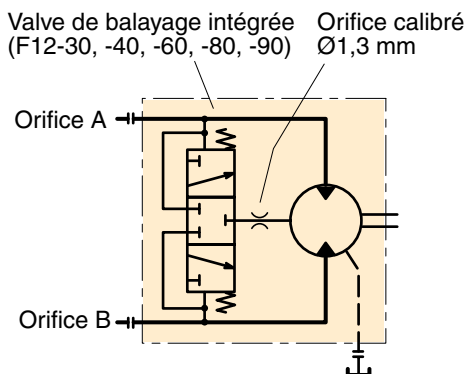 Valve de balayage intégrée
(F12-30, -40, -60, -80, -90)
Orifice calibré
Ø1,3 mm
Orifice A
Orifice B